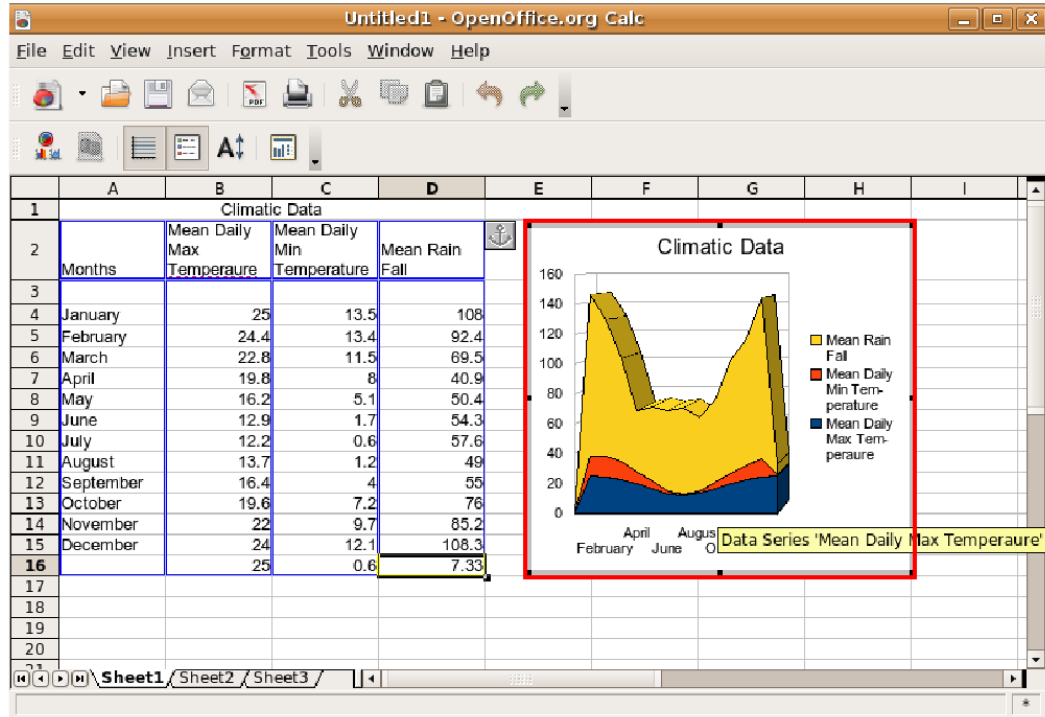 Untitled1 - OpenOffice.org Calc
File Edit View Insert Format Tools Window Help
PDF
A
A B C D E F G H I
1 Climatic Data
2 Months Mean Daily Max Temperaure Mean Daily Min Temperature Mean Rain Fall
3
4 January 25 13.5 108
5 February 24.4 13.4 92.4
6 March 22.8 11.5 69.5
7 April 19.8 8 40.9
8 May 16.2 5.1 50.4
9 June 12.9 1.7 54.3
10 July 12.2 0.6 57.6
11 August 13.7 1.2 49
12 September 16.4 4 55
13 October 19.6 7.2 76
14 November 22 9.7 85.2
15 December 24 12.1 108.3
16 25 0.6 7.33
17
18
19
20
21
Climatic Data
160
140
120
100
80
60
40
20
0
April Augus
February June O
Mean Rain
Fall
Mean Daily
Min Tem-
perature
Mean Daily
Max Tem-
peraure
Data Series 'Mean Daily Max Temperaure'
Sheet1 Sheet2 Sheet3
*